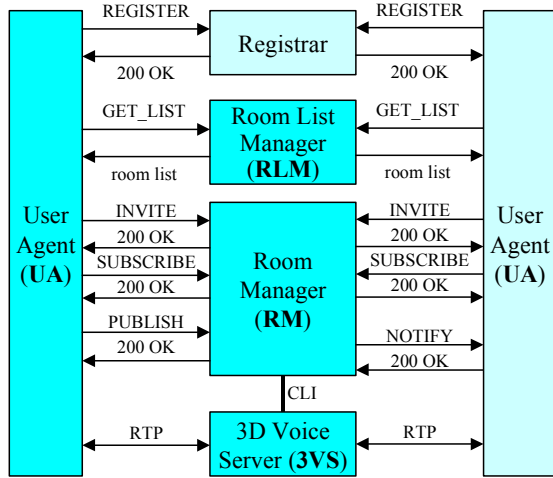 REGISTER
REGISTER
Registrar
200 OK
200 OK
GET_LIST
GET_LIST
Room List
Manager
(RLM)
room list
room list
User
Agent
(UA)
User
Agent
(UA)
INVITE
INVITE
200 OK
200 OK
SUBSCRIBE
SUBSCRIBE
Room
Manager
(RM)
200 OK
200 OK
PUBLISH
NOTIFY
200 OK
200 OK
CLI
RTP
RTP
3D Voice
Server (3VS)